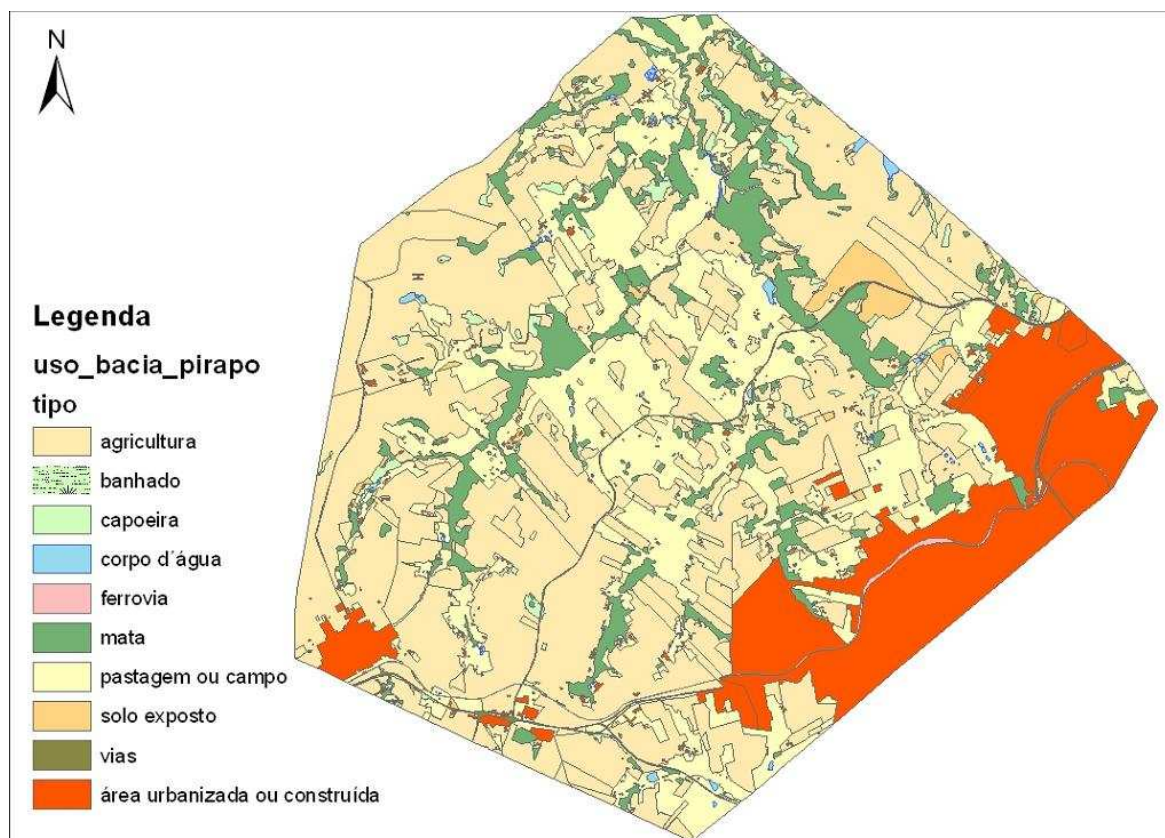 N
Legenda
uso_bacia_pirapo
tipo
agricultura
banhado
capoeira
corpo d´água
ferrovia
mata
pastagem ou campo
solo exposto
vias
área urbanizada ou construída